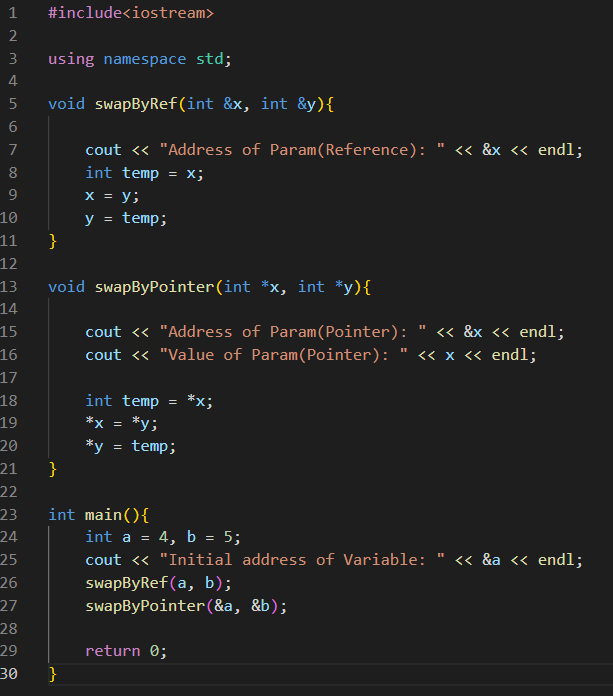 1 #include<iostream>
2
3 using namespace std;
4
5 void swapByRef(int &x, int &y){
6
7     cout << "Address of Param(Reference): " << &x << endl;
8     int temp = x;
9     x = y;
10     y = temp;
11 }
12
13 void swapByPointer(int *x, int *y){
14
15     cout << "Address of Param(Pointer): " << &x << endl;
16     cout << "Value of Param(Pointer): " << x << endl;
17
18     int temp = *x;
19     *x = *y;
20     *y = temp;
21 }
22
23 int main(){
24     int a = 4, b = 5;
25     cout << "Initial address of Variable: " << &a << endl;
26     swapByRef(a, b);
27     swapByPointer(&a, &b);
28
29     return 0;
30 }